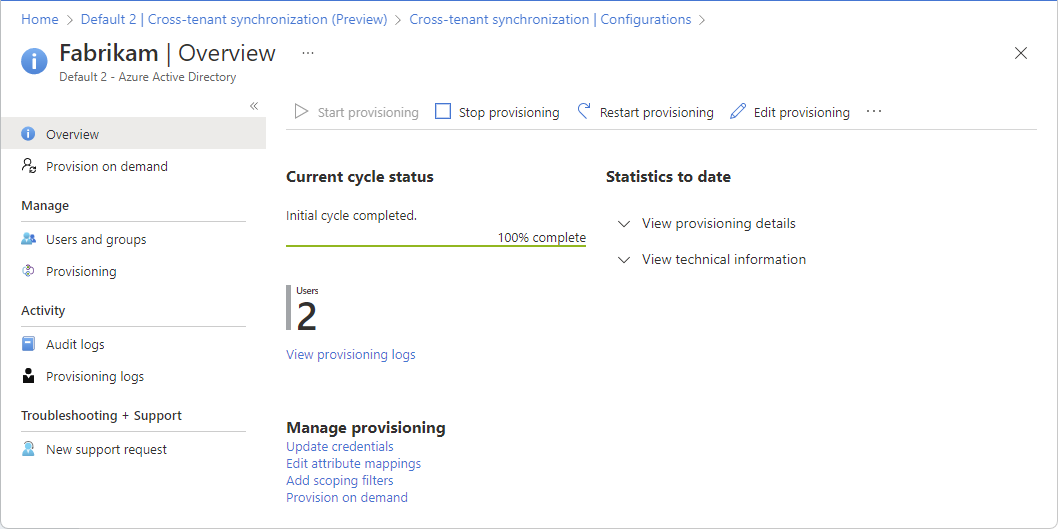 Home > Default 2 | Cross-tenant synchronization (Preview) > Cross-tenant synchronization | Configurations >
Fabrikam | Overview ...
Default 2 - Azure Active Directory
«
Overview
Provision on demand
Manage
Users and groups
Provisioning
Activity
Audit logs
Provisioning logs
Troubleshooting + Support
New support request
Start provisioning Stop provisioning Restart provisioning Edit provisioning ...
Current cycle status
Initial cycle completed.
100% complete
Users
2
View provisioning logs
Statistics to date
View provisioning details
View technical information
Manage provisioning
Update credentials
Edit attribute mappings
Add scoping filters
Provision on demand